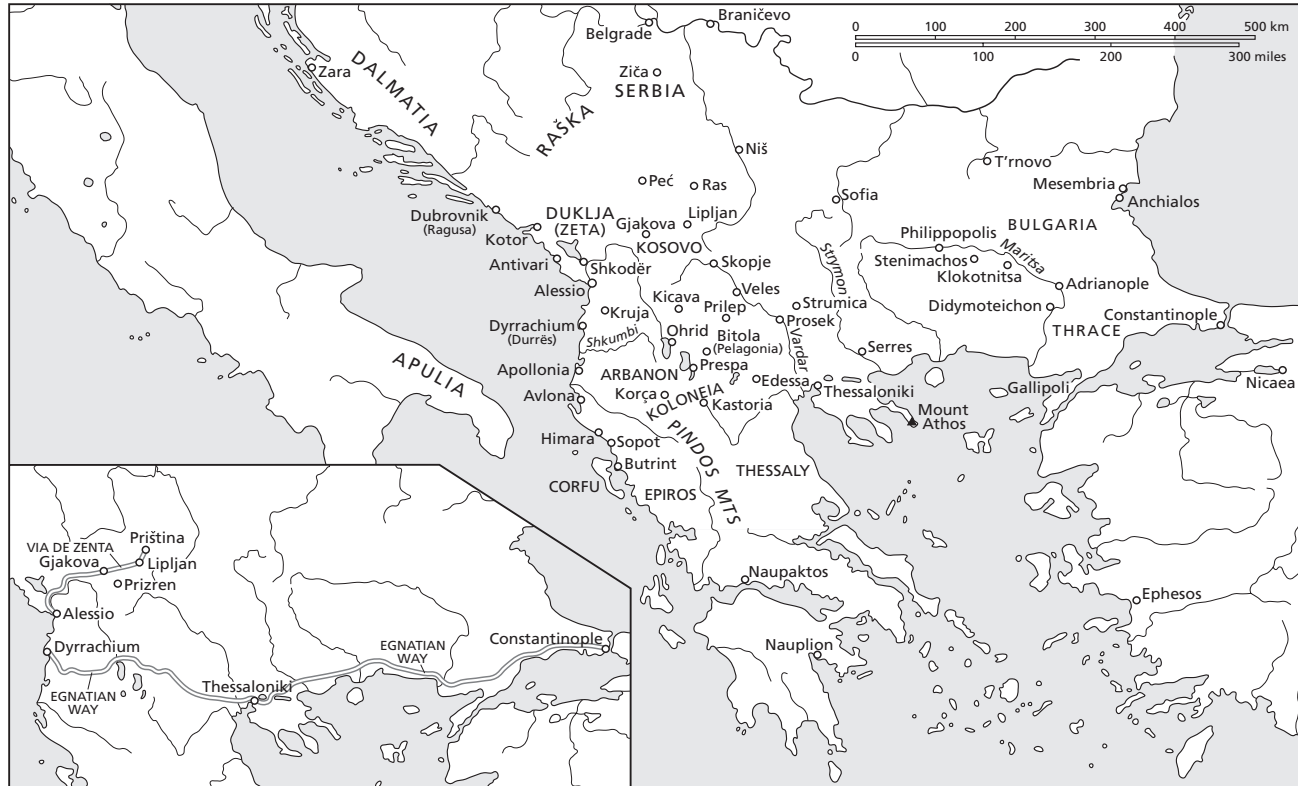 Belgrade
Braničevo
0 100 200 300 400 500 km
0 100 200 300 miles
Zara
DALMATIA
Ziča
SERBIA
RAŠKA
Niš
T'rnovo
Peć
Ras
Sofia
Mesembria
Anchialos
Dubrovnik
(Ragusa)
DUKLJA
(ZETA)
Gjakova
Lipljan
BULGARIA
Kotor
KOSOVO
Philippopolis
Maritsa
Antivari
Shkodër
Skopje
Strymon
Stenimachos
Klokotnitsa
Alessio
Veles
Adrianople
Kicava
Prilep
Strumica
Didymoteichon
Kruja
Prosek
THRACE
Constantinople
Dyrrachium
(Durrës)
Shkumbi
Ohrid
Bitola
(Pelagonia)
Vardar
Serres
APULIA
Apollonia
ARBANON
Prespa
Edessa
Thessaloniki
Gallipoli
Nicaea
Avlona
Korça
KOLONEIA
Kastoria
Mount
Athos
Himara
Sopot
PINDOS MTS
Butrint
THESSALY
CORFU
EPIROS
Naupaktos
Ephesos
Nauplion
Priština
VIA DE ZENTA
Gjakova
Lipljan
Prizren
Alessio
Dyrrachium
EGNATIAN
WAY
Thessaloniki
EGNATIAN
WAY
Constantinople